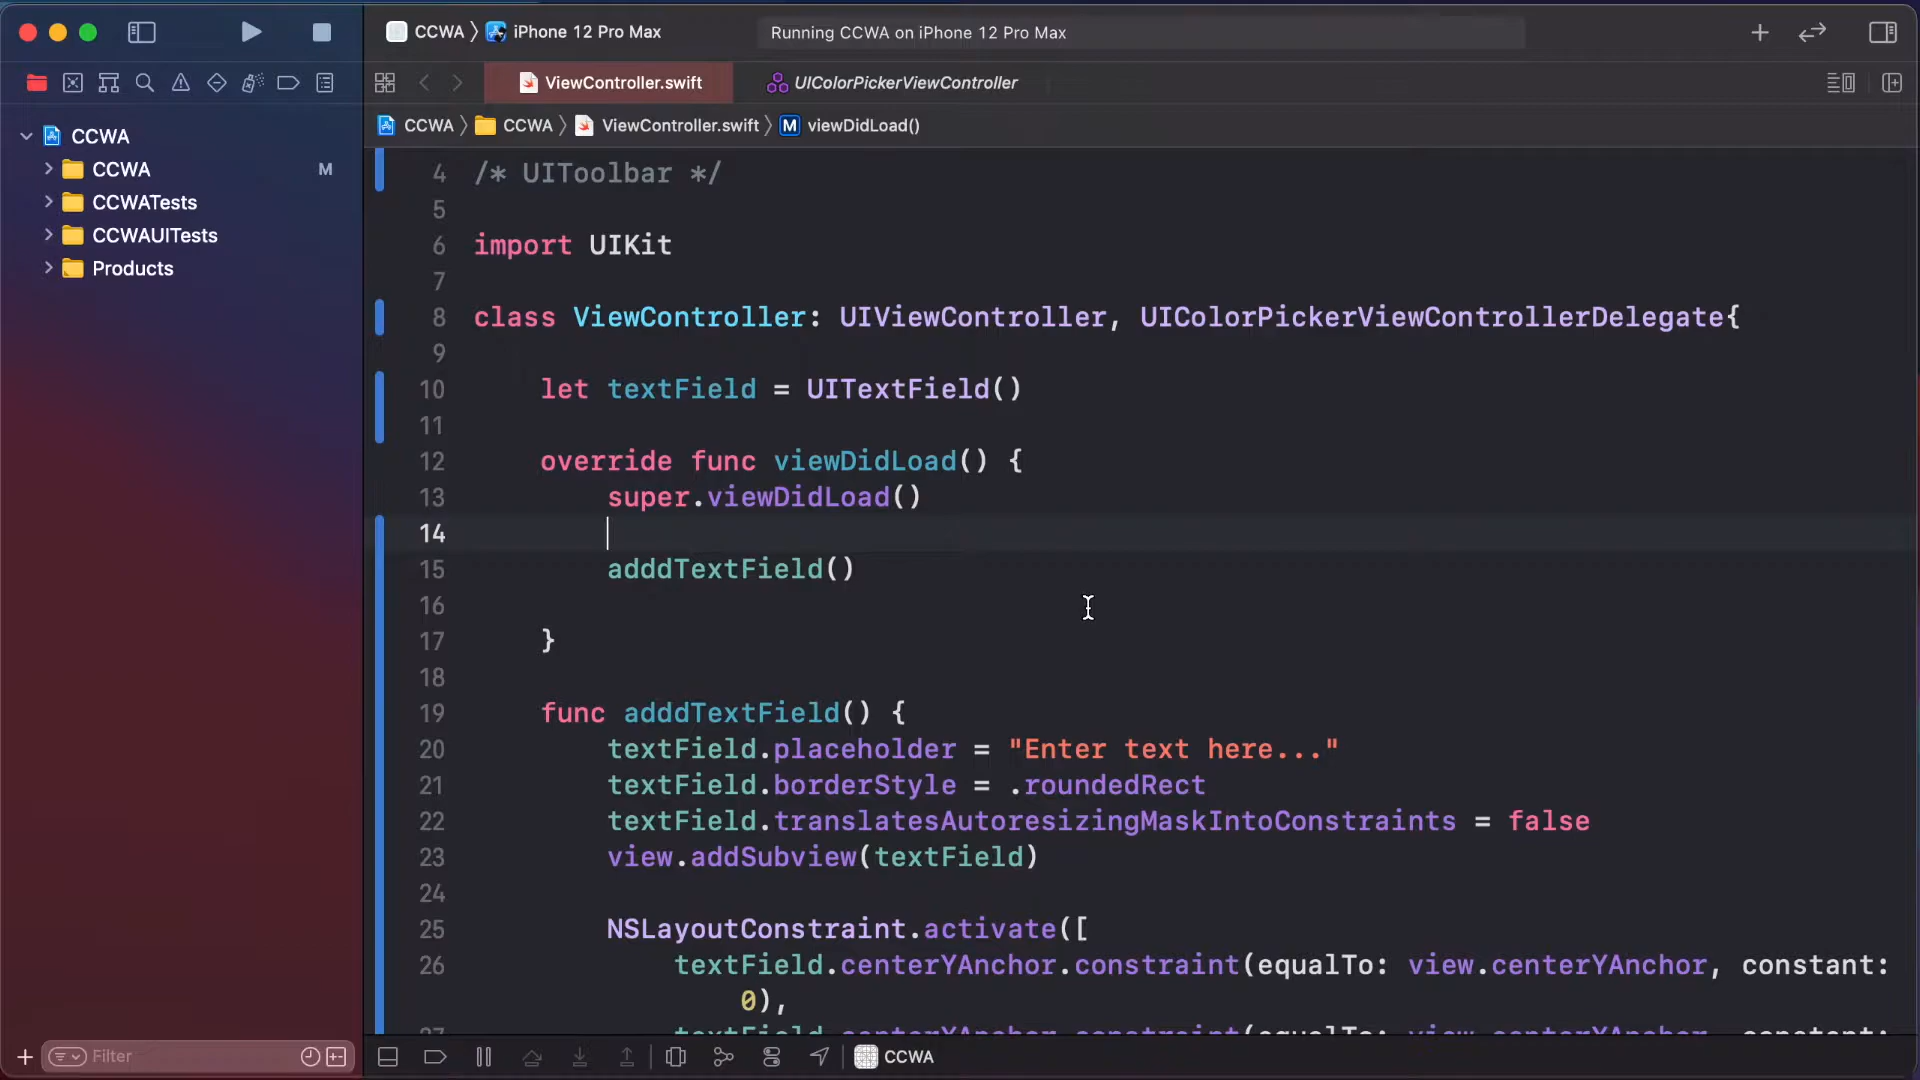 CCWA 〉 iPhone 12 Pro Max
Running CCWA on iPhone 12 Pro Max
ViewController.swift
UIColorPickerViewController
CCWA 〉 CCWA 〉 ViewController.swift 〉 M viewDidLoad()
CCWA
CCWA M
CCWATests
CCWAUITests
Products
4 /* UIToolbar */
5
6 import UIKit
7
8 class ViewController: UIViewController, UIColorPickerViewControllerDelegate{
9
10 let textField = UITextField()
11
12 override func viewDidLoad() {
13 super.viewDidLoad()
14
15 adddTextField()
16
17 }
18
19 func adddTextField() {
20 textField.placeholder = "Enter text here..."
21 textField.borderStyle = .roundedRect
22 textField.translatesAutoresizingMaskIntoConstraints = false
23 view.addSubview(textField)
24
25 NSLayoutConstraint.activate([
26 textField.centerYAnchor.constraint(equalTo: view.centerYAnchor, constant:
0),
Filter
CCWA